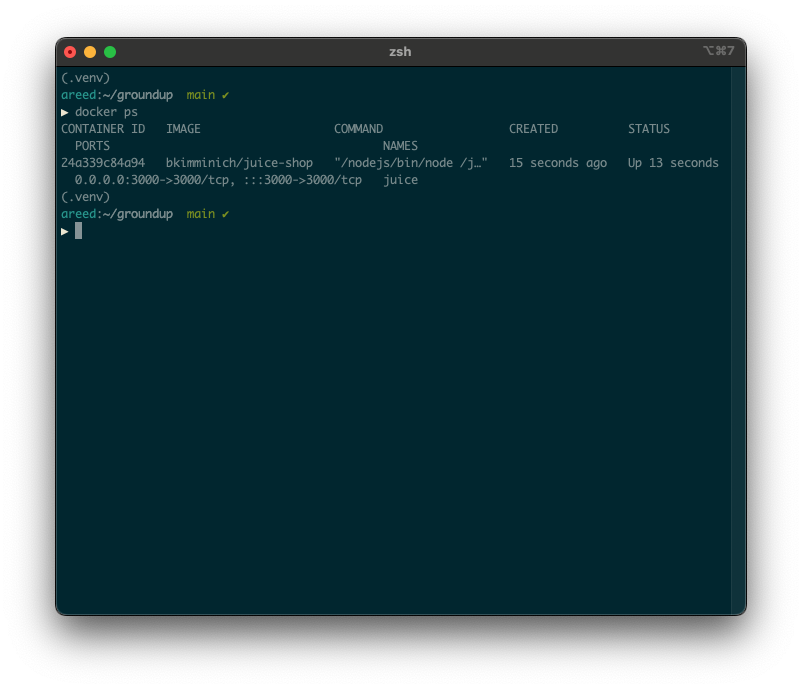 zsh
⌥⌘7
(.venv)
areed:~/groundup  main ✔
▶ docker ps
CONTAINER ID   IMAGE                   COMMAND                  CREATED          STATUS
  PORTS                                       NAMES
24a339c84a94   bkimminich/juice-shop   "/nodejs/bin/node /j…"   15 seconds ago   Up 13 seconds
  0.0.0.0:3000->3000/tcp, :::3000->3000/tcp   juice
(.venv)
areed:~/groundup  main ✔
▶